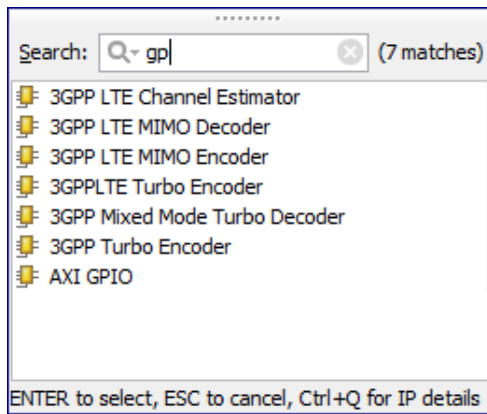 Search: gp (7 matches)
3GPP LTE Channel Estimator
3GPP LTE MIMO Decoder
3GPP LTE MIMO Encoder
3GPPLTE Turbo Encoder
3GPP Mixed Mode Turbo Decoder
3GPP Turbo Encoder
AXI GPIO
ENTER to select, ESC to cancel, Ctrl+Q for IP details